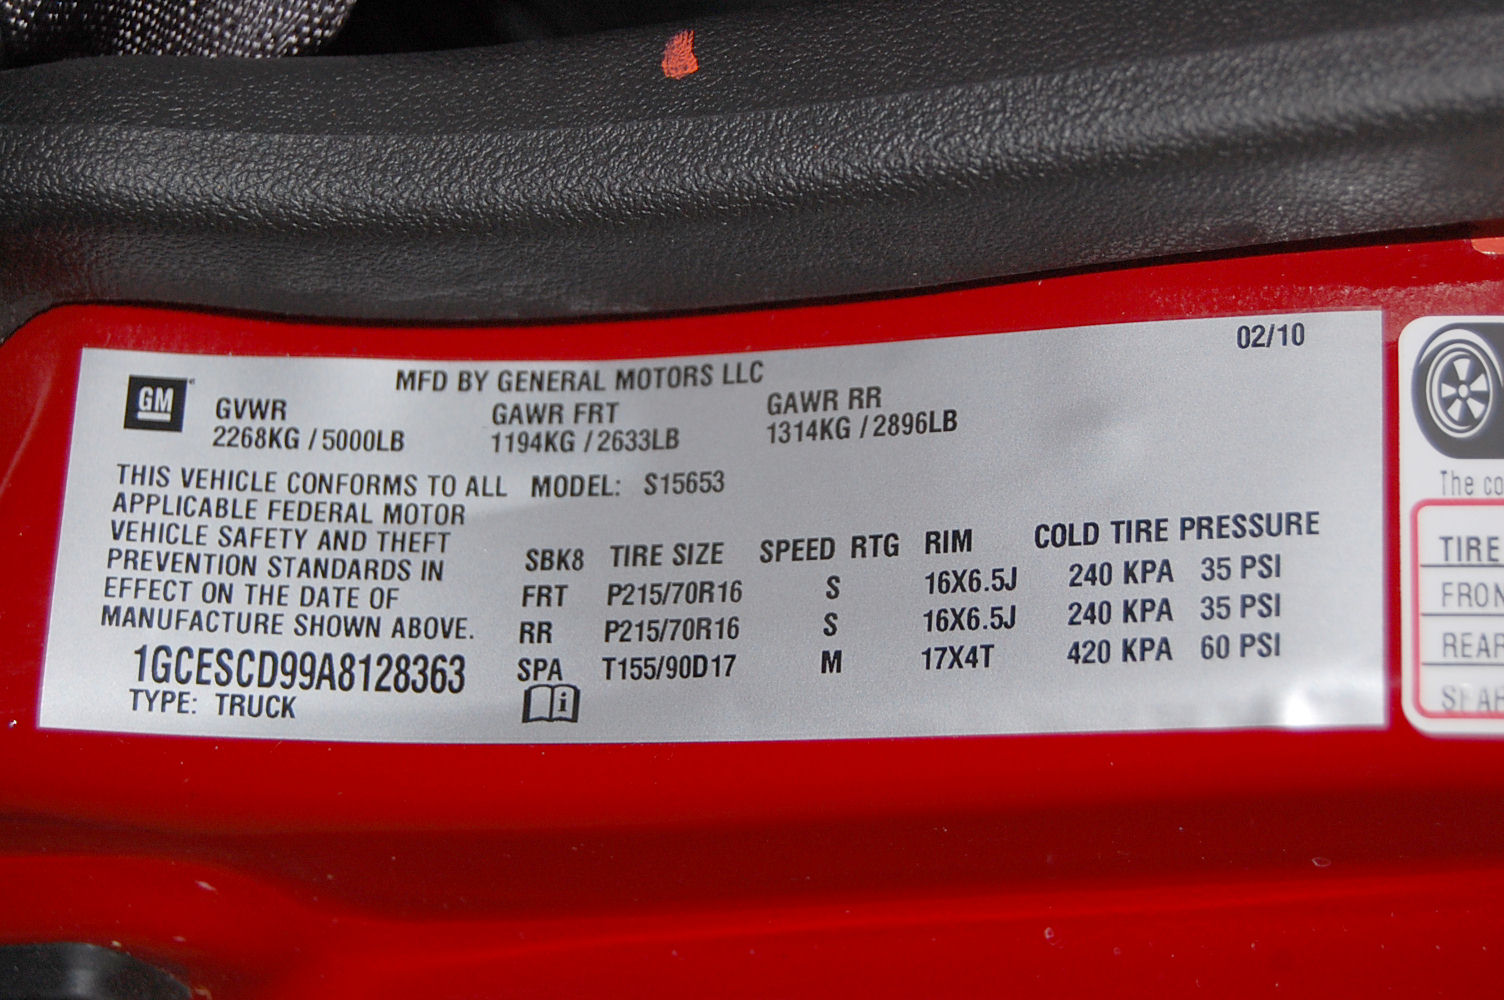 02/10
MFD BY GENERAL MOTORS LLC
GM
GVWR GAWR FRT GAWR RR
2268KG / 5000LB 1194KG / 2633LB 1314KG / 2896LB
THIS VEHICLE CONFORMS TO ALL
APPLICABLE FEDERAL MOTOR
VEHICLE SAFETY AND THEFT
PREVENTION STANDARDS IN
EFFECT ON THE DATE OF
MANUFACTURE SHOWN ABOVE.
1GCESCD99A8128363
TYPE: TRUCK
MODEL: S15653
SBK8 TIRE SIZE SPEED RTG RIM COLD TIRE PRESSURE
FRT P215/70R16 S 16X6.5J 240 KPA 35 PSI
RR P215/70R16 S 16X6.5J 240 KPA 35 PSI
SPA T155/90D17 M 17X4T 420 KPA 60 PSI
i
The
TIRE
REAR